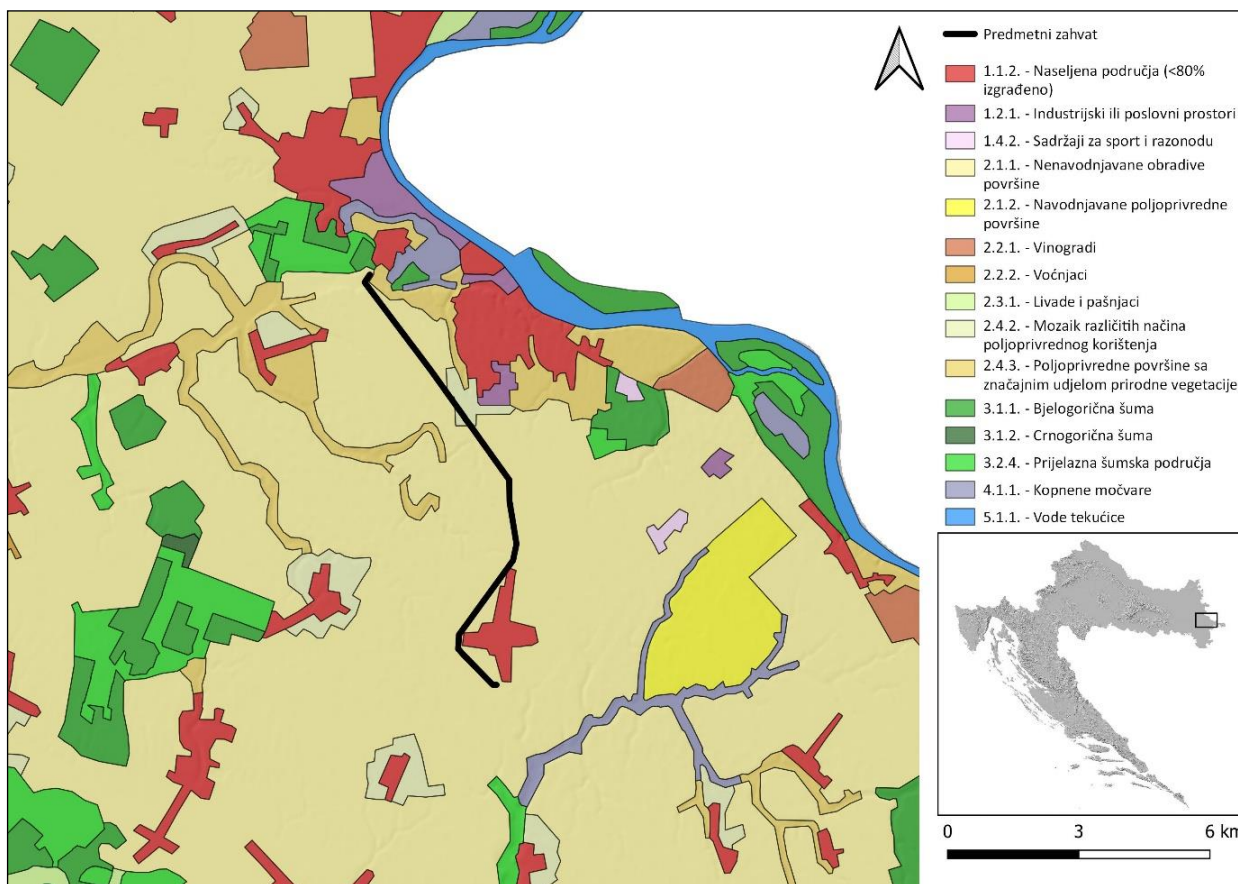 Predmetni zahvat
1.1.2. - Naseljena područja (<80%
izgrađeno)
1.2.1. - Industrijski ili poslovni prostori
1.4.2. - Sadržaji za sport i razonodu
2.1.1. - Nenavodnjavane obradive
površine
2.1.2. - Navodnjavane poljoprivredne
površine
2.2.1. - Vinogradi
2.2.2. - Voćnjaci
2.3.1. - Livade i pašnjaci
2.4.2. - Mozaik različitih načina
poljoprivrednog korištenja
2.4.3. - Poljoprivredne površine sa
značajnim udjelom prirodne vegetacije
3.1.1. - Bjelogorična šuma
3.1.2. - Crnogorična šuma
3.2.4. - Prijelazna šumska područja
4.1.1. - Kopnene močvare
5.1.1. - Vode tekućice
0 3 6 km